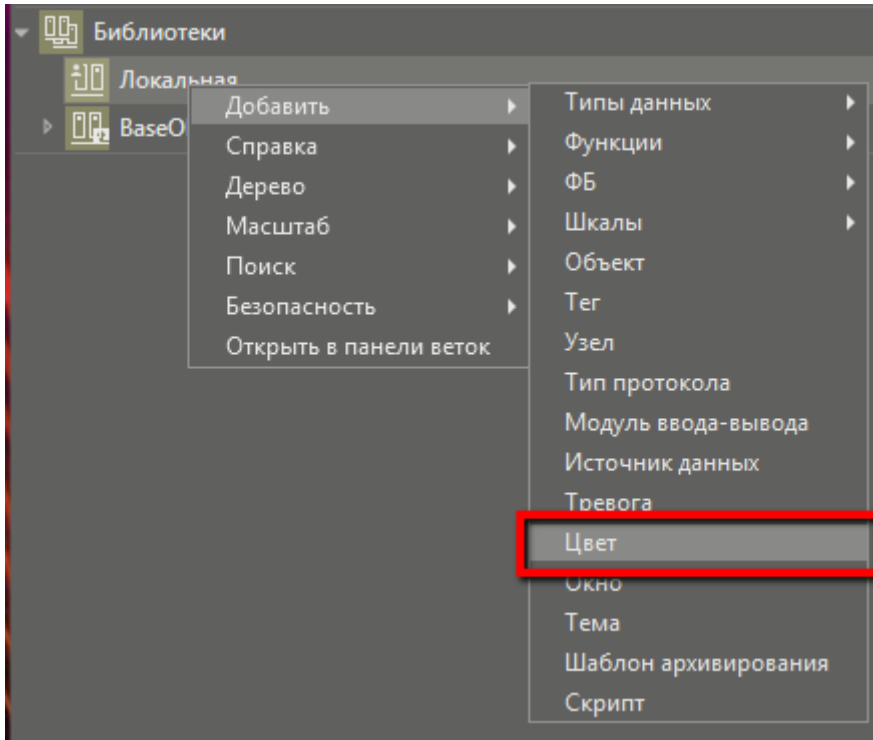 Библиотеки
Локальная
BaseO
Добавить
Справка
Дерево
Масштаб
Поиск
Безопасность
Открыть в панели веток
Типы данных
Функции
ФБ
Шкалы
Объект
Тег
Узел
Тип протокола
Модуль ввода-вывода
Источник данных
Тревога
Цвет
Окно
Тема
Шаблон архивирования
Скрипт